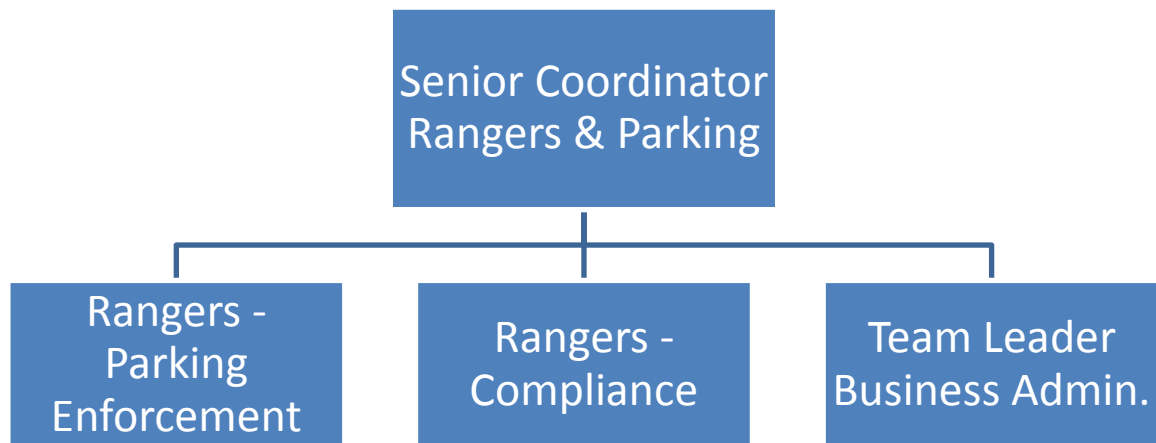 Senior Coordinator
Rangers & Parking
Rangers -
Parking
Enforcement
Rangers -
Compliance
Team Leader
Business Admin.